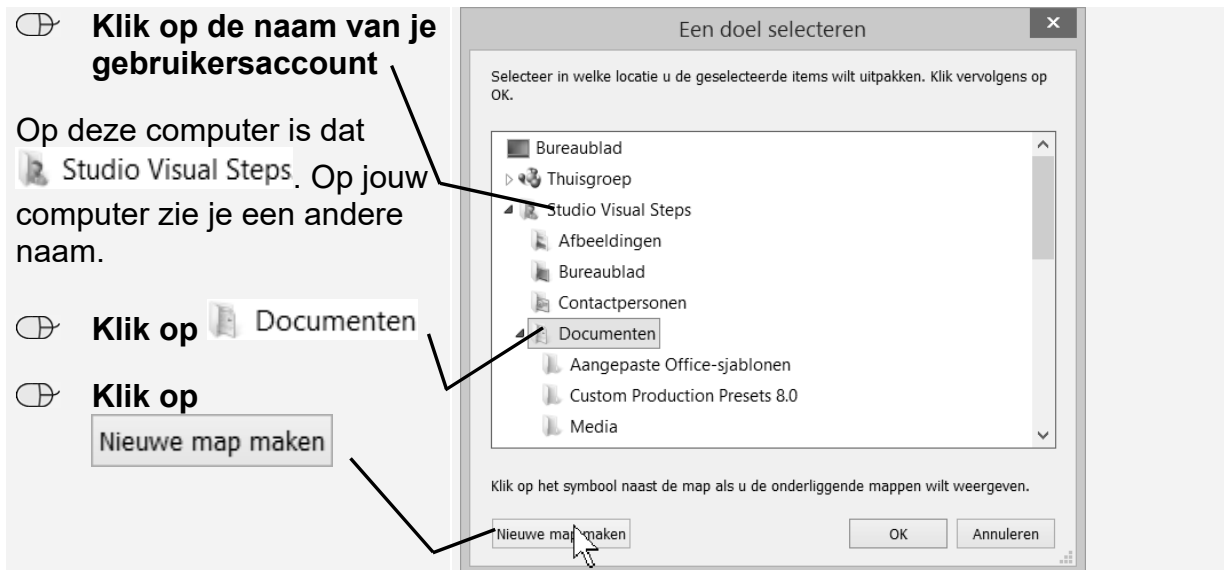 Klik op de naam van je
gebruikersaccount
Op deze computer is dat
Studio Visual Steps. Op jouw
computer zie je een andere
naam.
Klik op Documenten
Klik op
Nieuwe map maken
Een doel selecteren
Selecteer in welke locatie u de geselecteerde items wilt uitpakken. Klik vervolgens op
OK.
Bureaublad
Thuisgroep
Studio Visual Steps
Afbeeldingen
Bureaublad
Contactpersonen
Documenten
Aangepaste Office-sjablonen
Custom Production Presets 8.0
Media
Klik op het symbool naast de map als u de onderliggende mappen wilt weergeven.
Nieuwe map maken
OK
Annuleren